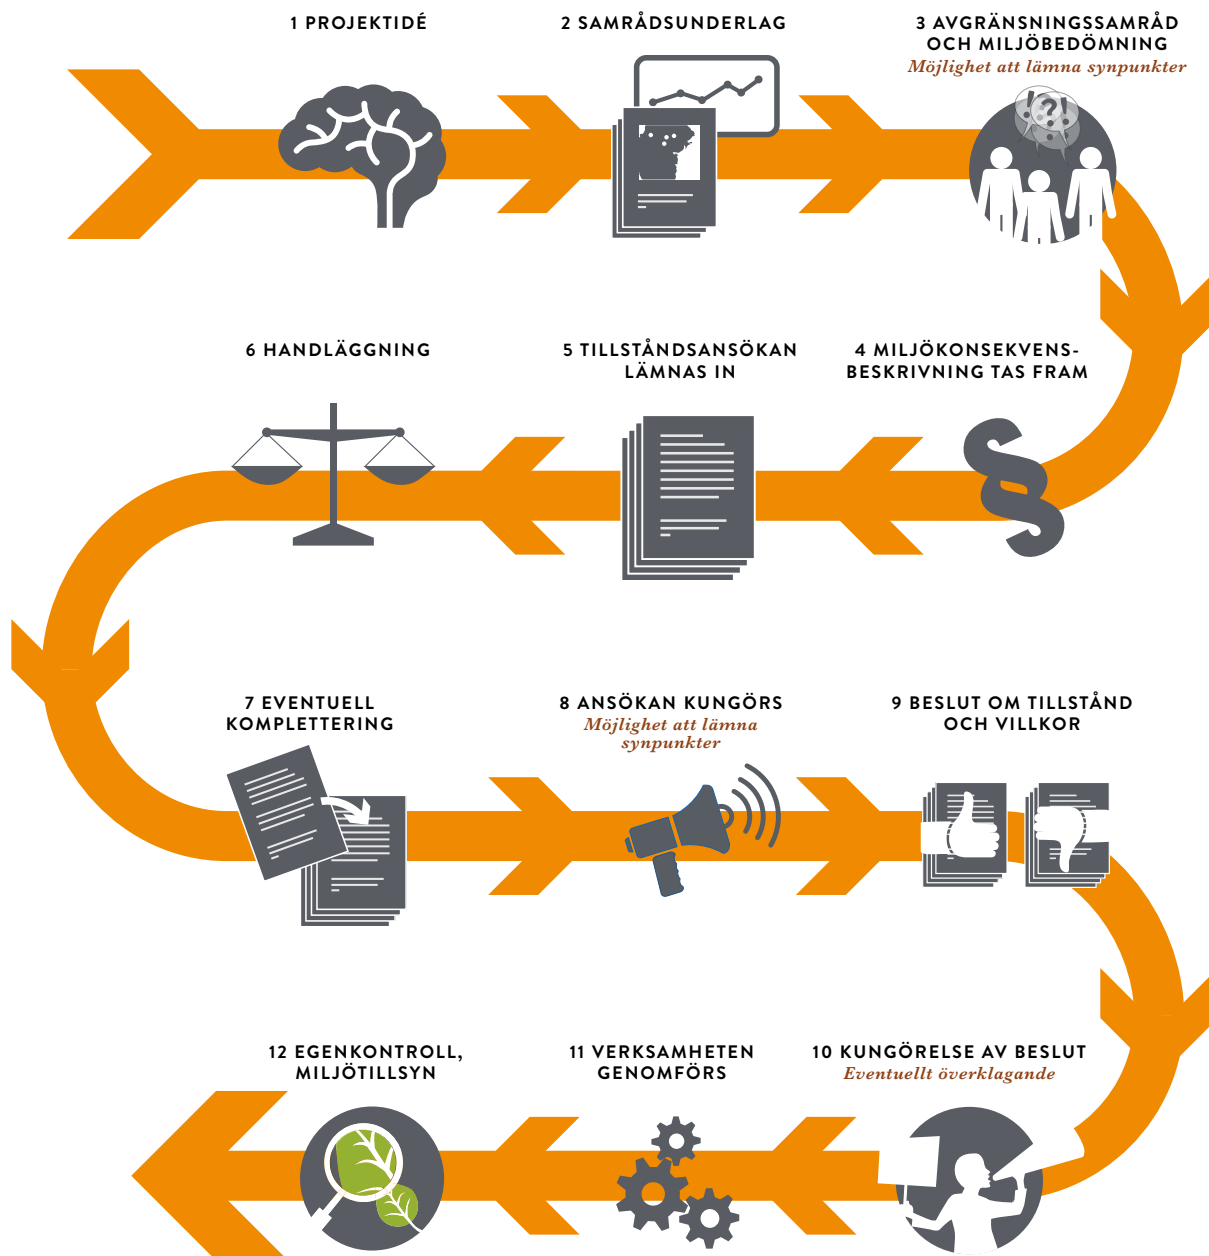 1 PROJEKTIDÉ
2 SAMRÅDSUNDERLAG
3 AVGRÄNSNINGSSAMRÅD
OCH MILJÖBEDÖMNING
Möjlighet att lämna synpunkter
!?!
4 MILJÖKONSEKVENS-
BESKRIVNING TAS FRAM
§
5 TILLSTÅNDSANSÖKAN
LÄMNAS IN
6 HANDLÄGGNING
7 EVENTUELL
KOMPLETTERING
8 ANSÖKAN KUNGÖRS
Möjlighet att lämna
synpunkter
9 BESLUT OM TILLSTÅND
OCH VILLKOR
10 KUNGÖRELSE AV BESLUT
Eventuellt överklagande
11 VERKSAMHETEN
GENOMFÖRS
12 EGENKONTROLL,
MILJÖTILLSYN